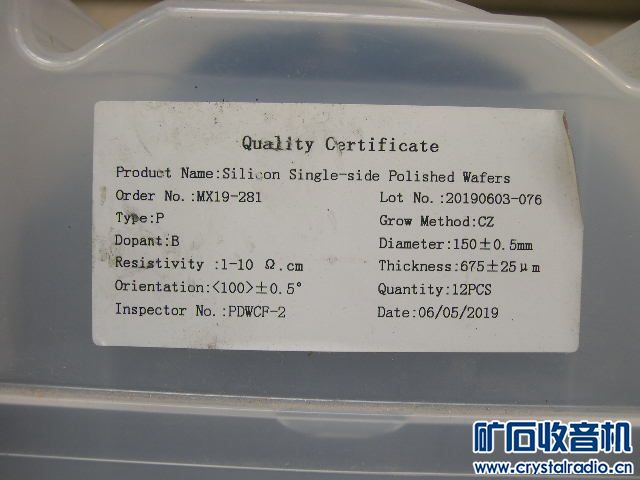 Quality Certificate
Product Name:Silicon Single-side Polished Wafers
Order No.:MX19-281 Lot No.:20190603-076
Type:P Grow Method:CZ
Dopant:B Diameter:150±0.5mm
Resistivity :1-10 Ω.cm Thickness:675±25μm
Orientation:<100>±0.5° Quantity:12PCS
Inspector No.:PDWCF-2 Date:06/05/2019
矿石收音机
www.crystalradio.cn